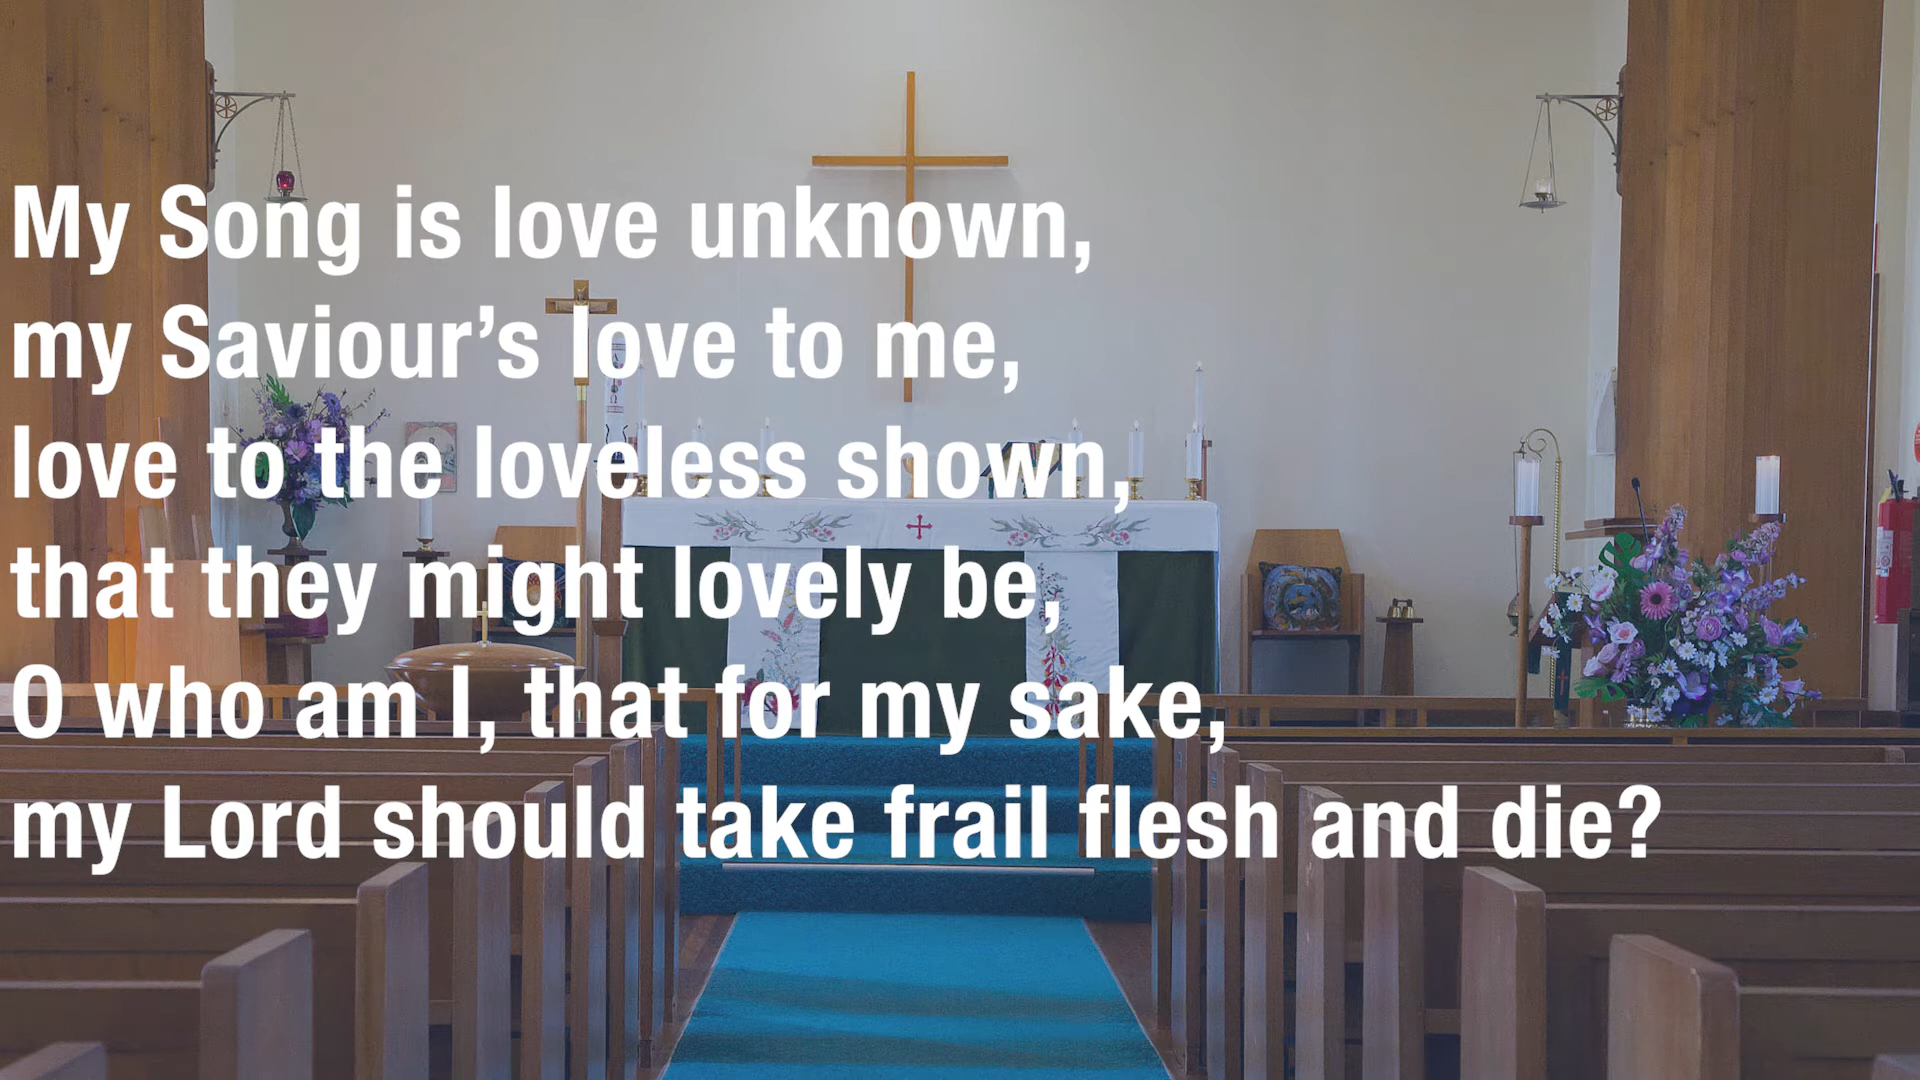 My Song is love unknown,
my Saviour’s love to me,
love to the loveless shown,
that they might lovely be,
O who am I, that for my sake,
my Lord should take frail flesh and die?